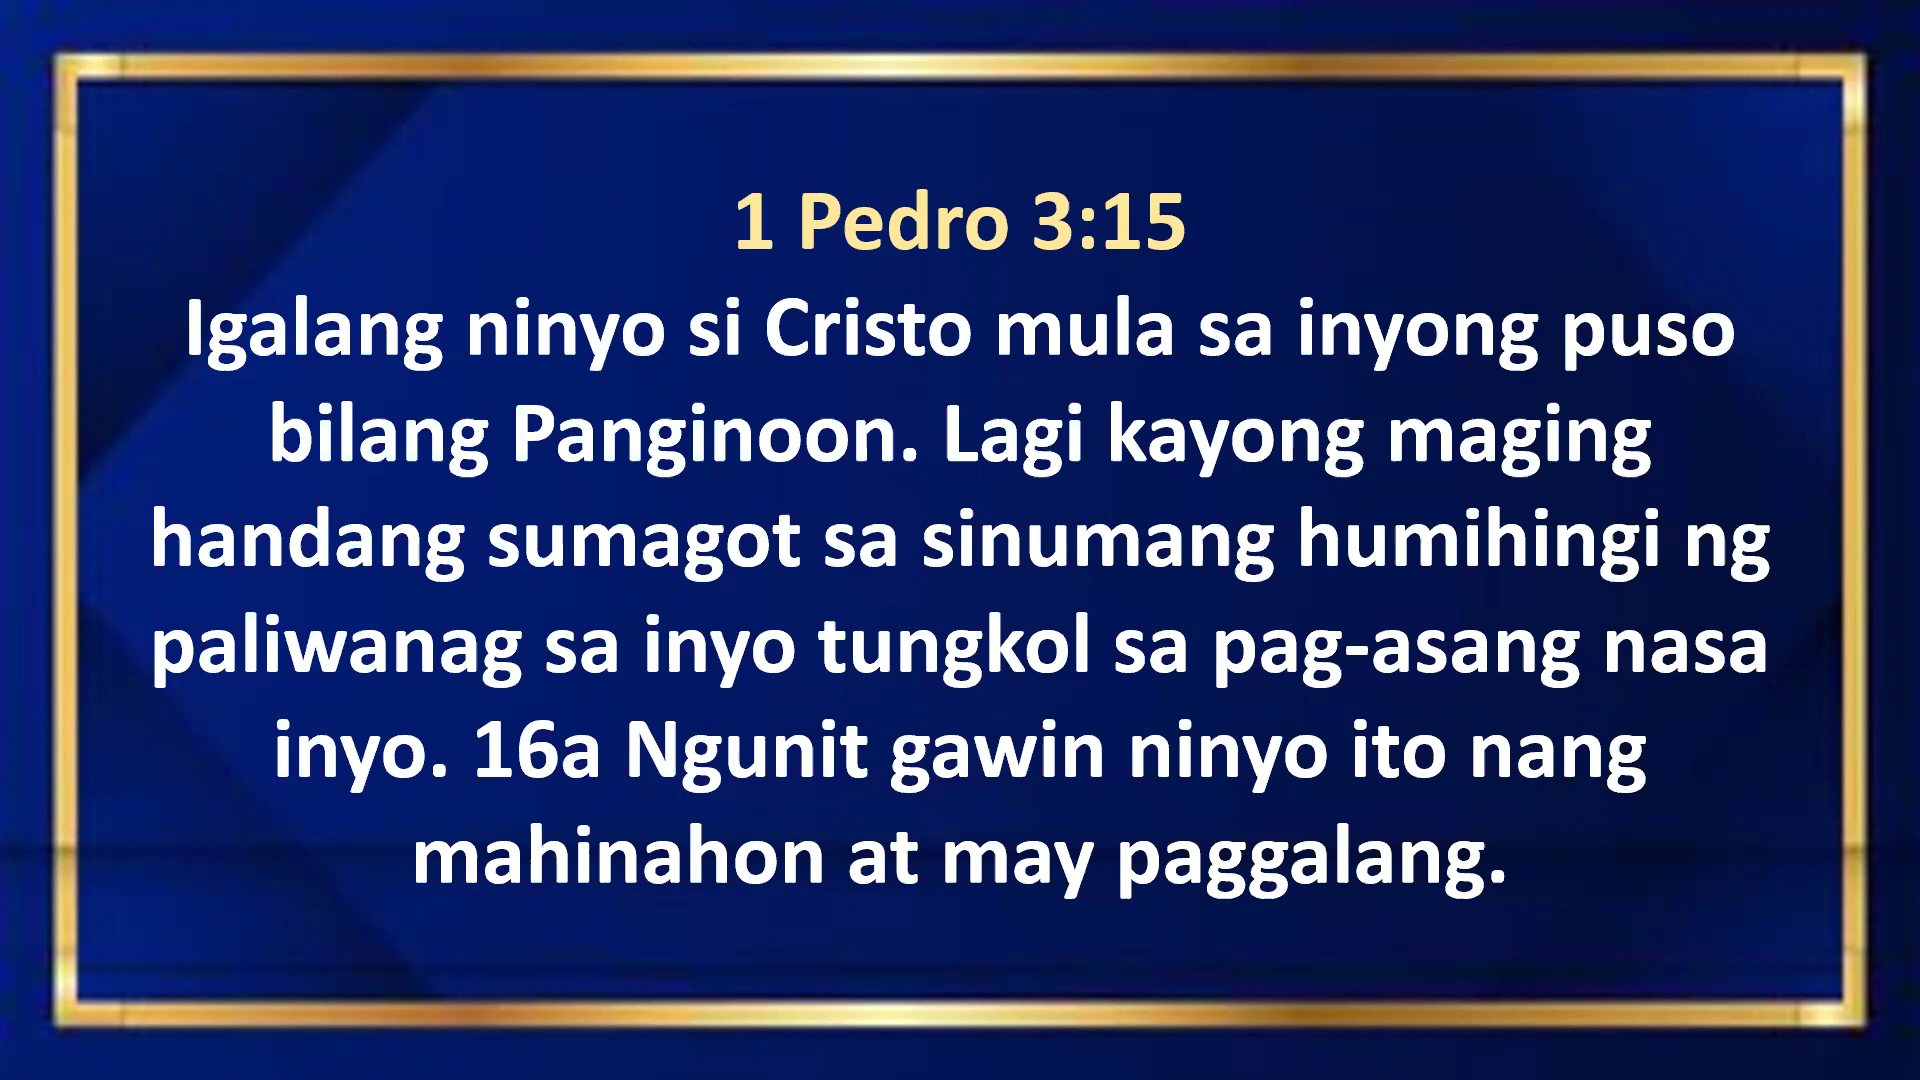 1 Pedro 3:15
Igalang ninyo si Cristo mula sa inyong puso
bilang Panginoon. Lagi kayong maging
handang sumagot sa sinumang humihingi ng
paliwanag sa inyo tungkol sa pag-asang nasa
inyo. 16a Ngunit gawin ninyo ito nang
mahinahon at may paggalang.